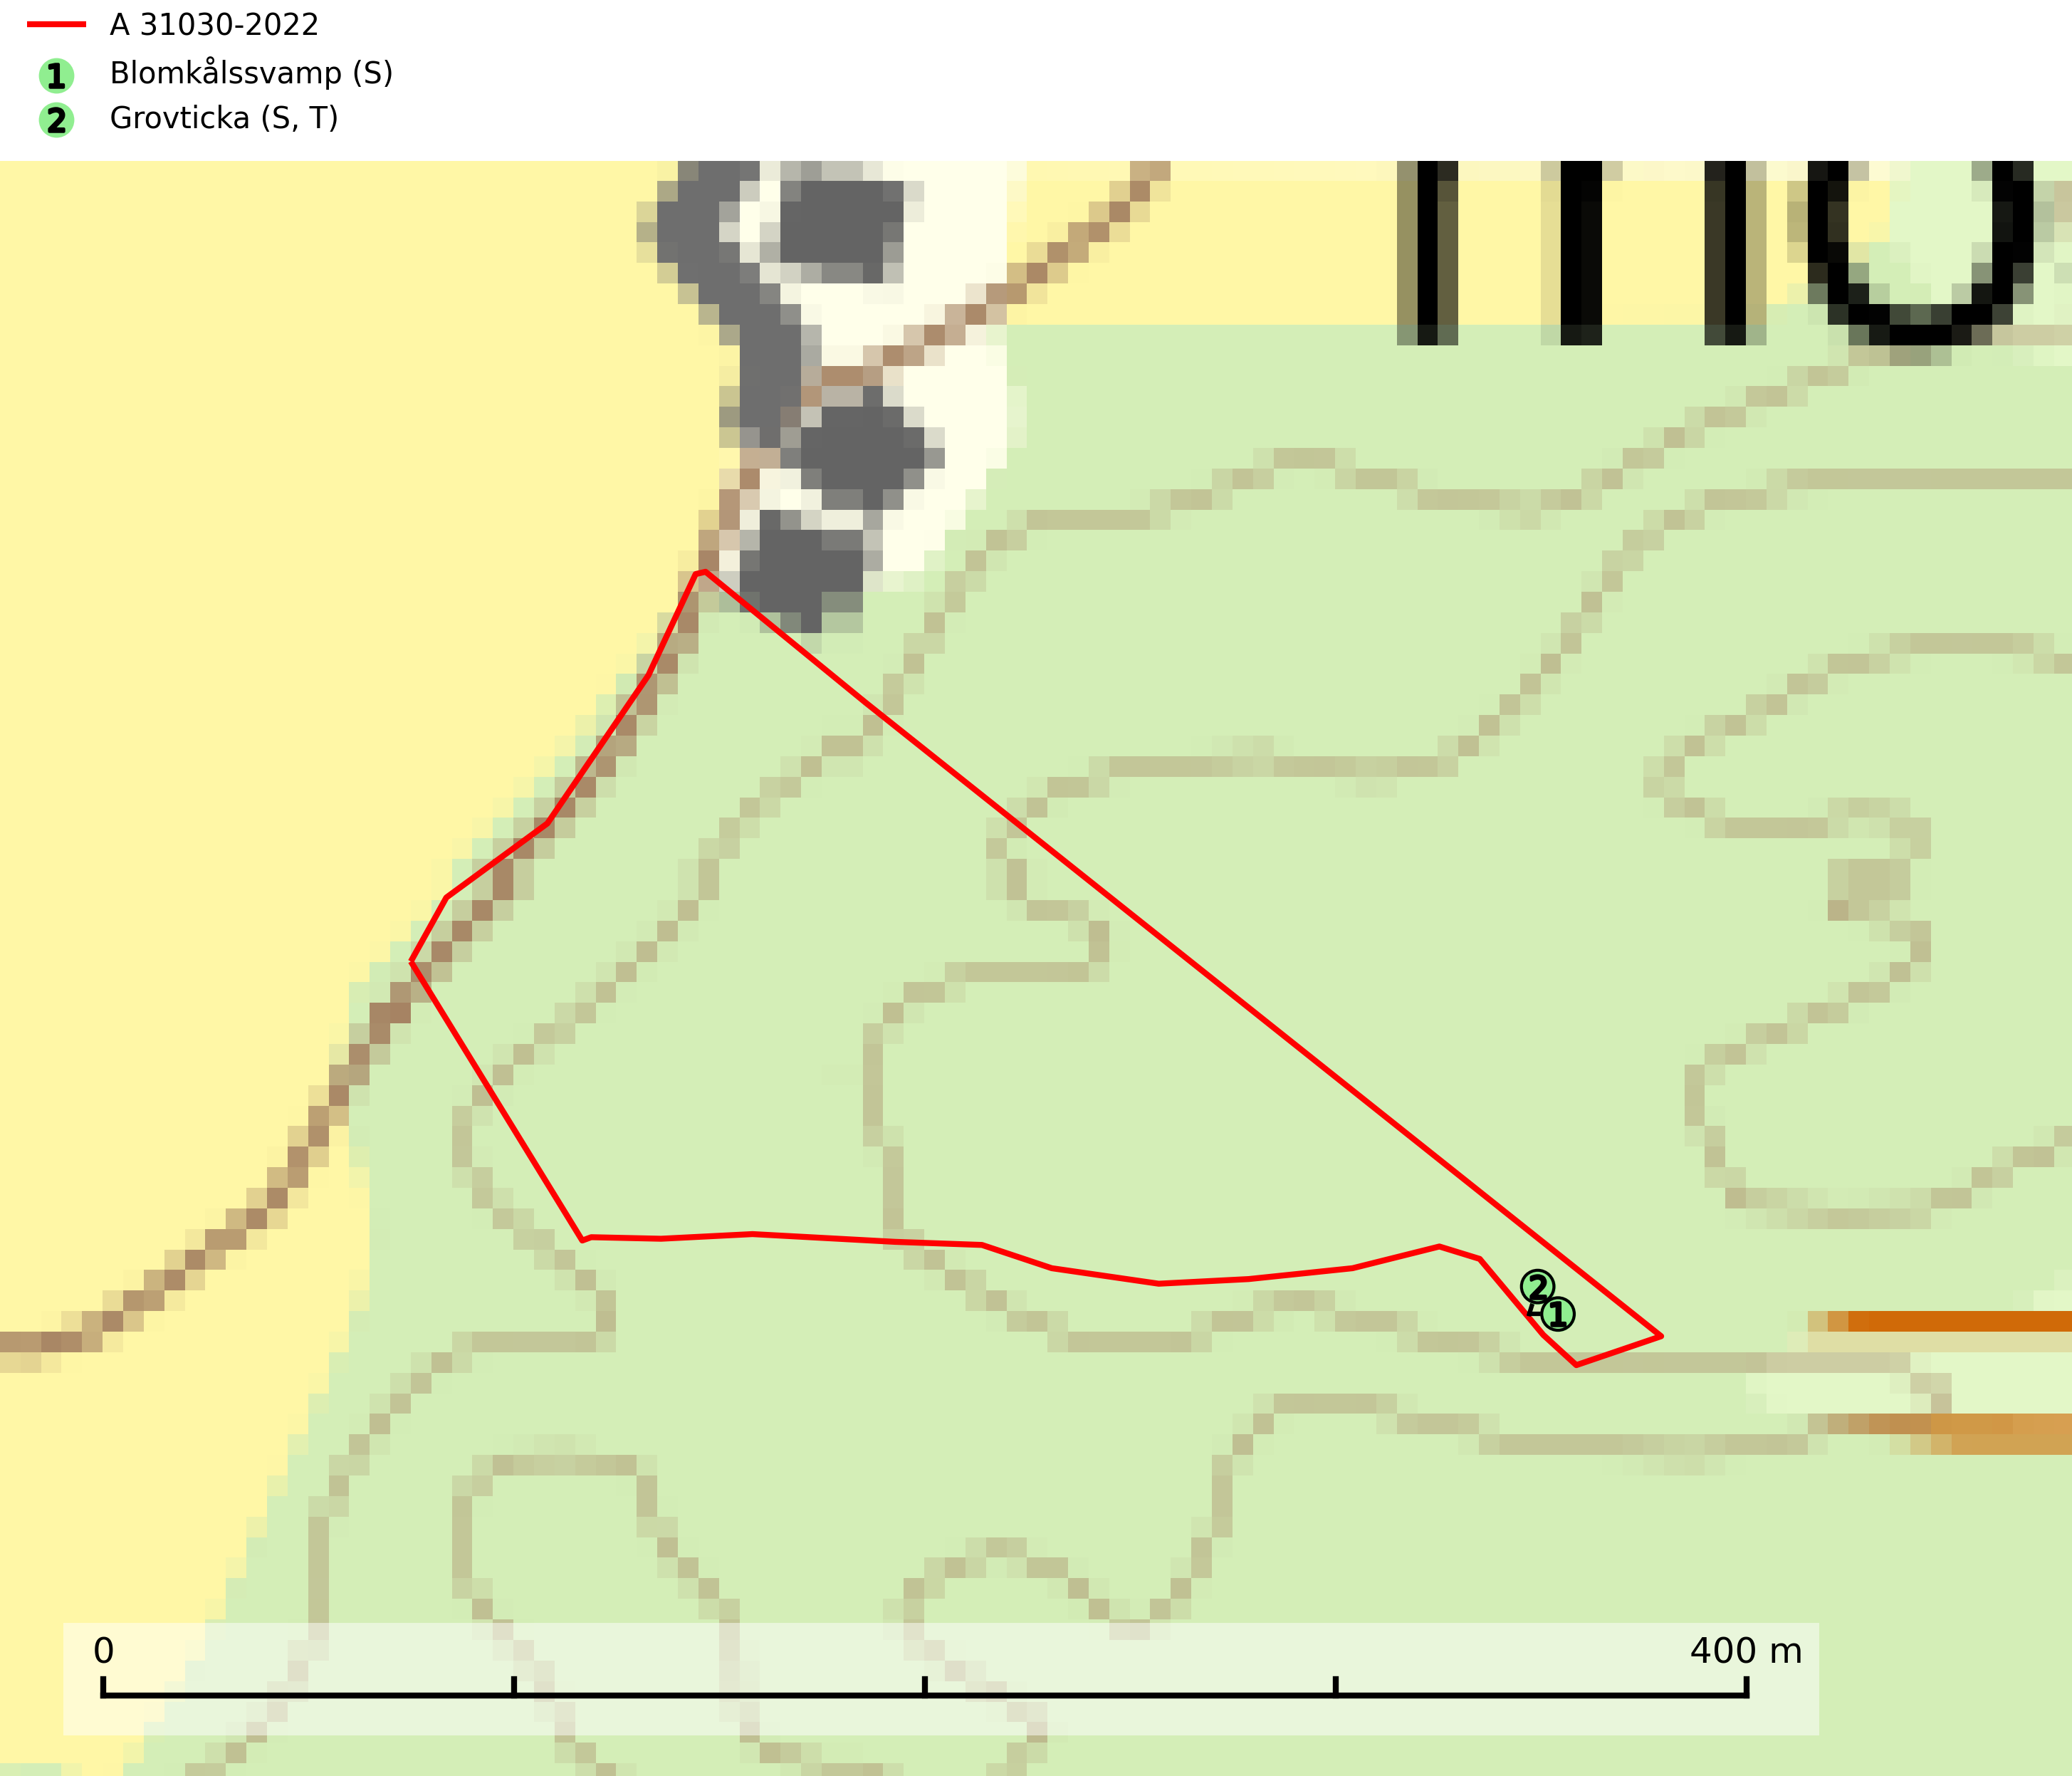 A 31030-2022
1 Blomkålssvamp (S)
2 Grovticka (S, T)
2
1
0 400 m